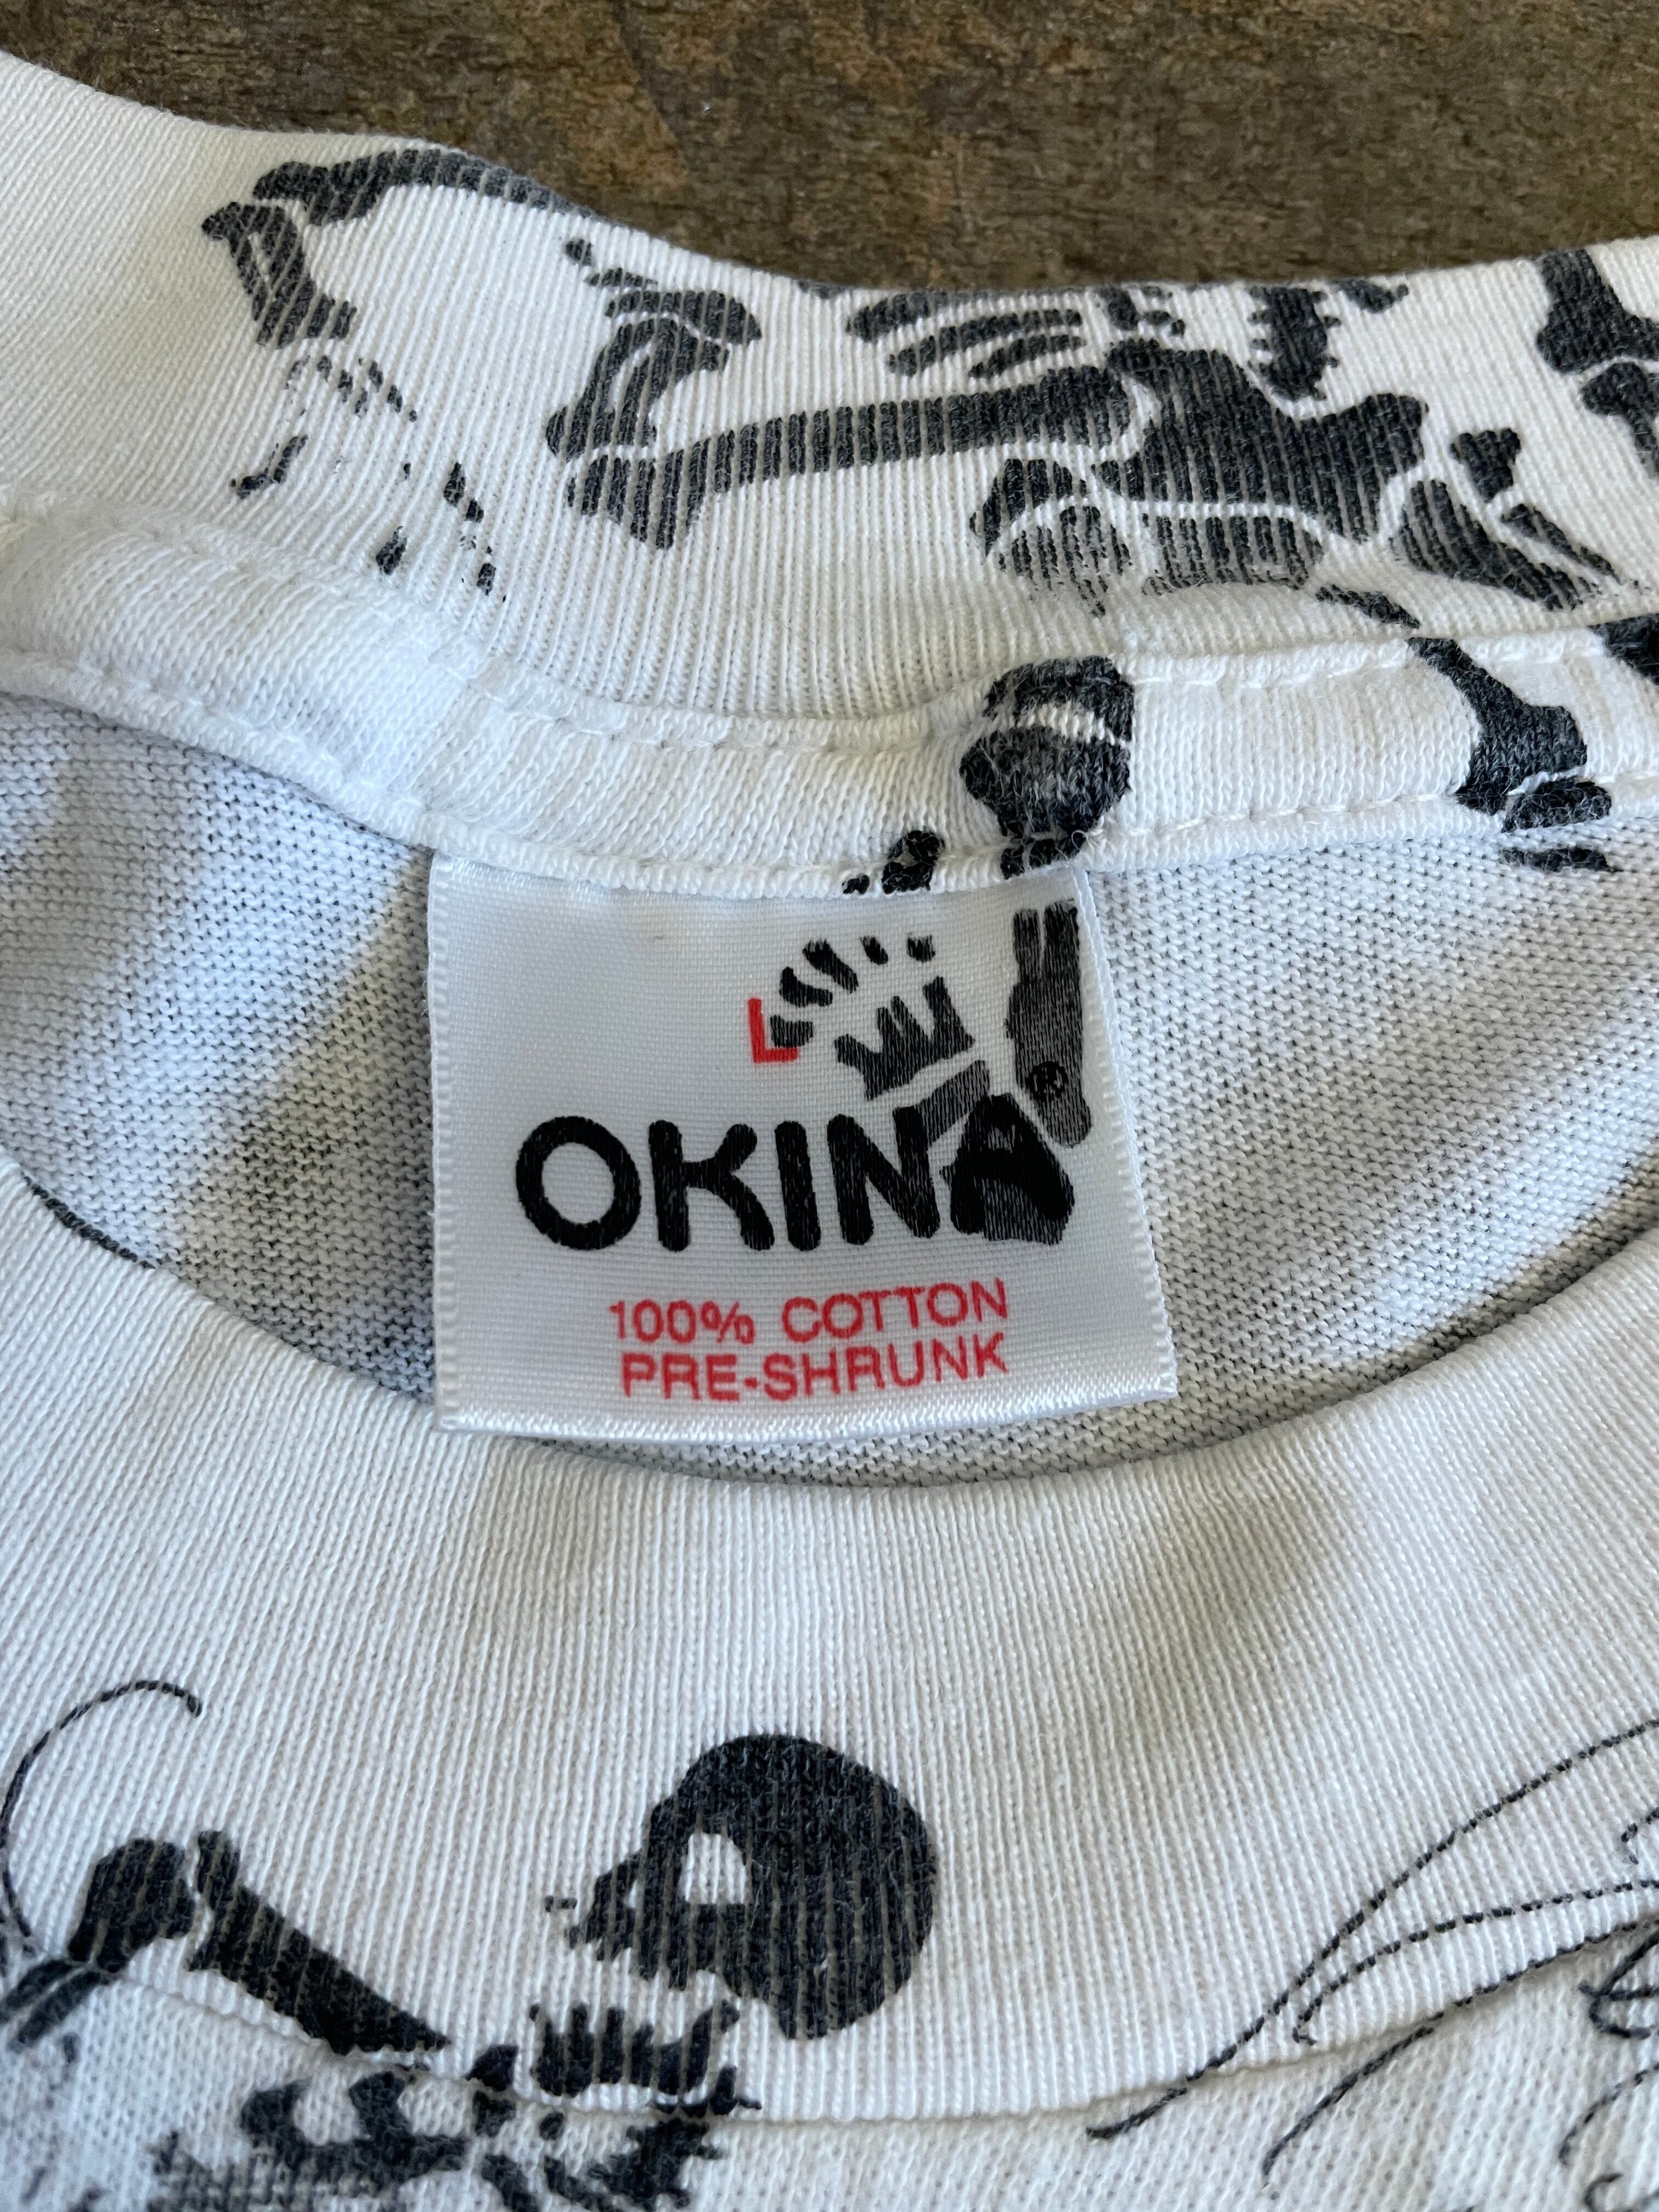 L
OKINA®
100% COTTON
PRE-SHRUNK